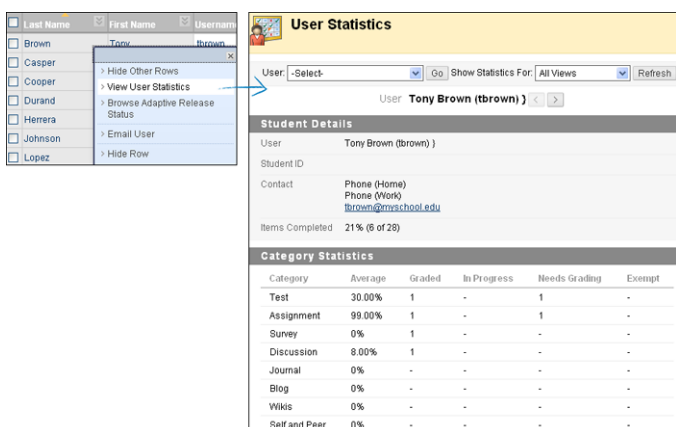 Last Name First Name Username
Brown Tony tbrown
Casper
Cooper
Durand
Herrera
Johnson
Lopez
> Hide Other Rows
> View User Statistics
> Browse Adaptive Release
Status
> Email User
> Hide Row
User Statistics
User: -Select- Go Show Statistics For: All Views Refresh
User Tony Brown (tbrown) } < >
Student Details
User Tony Brown (tbrown) }
Student ID
Contact Phone (Home)
Phone (Work)
tbrown@myschool.edu
Items Completed 21% (6 of 28)
Category Statistics
Category Average Graded In Progress Needs Grading Exempt
Test 30.00% 1 - 1 -
Assignment 99.00% 1 - 1 -
Survey 0% 1 - - -
Discussion 8.00% 1 - - -
Journal 0% - - - -
Blog 0% - - - -
Wikis 0% - - - -
Self and Peer 0% - - - -